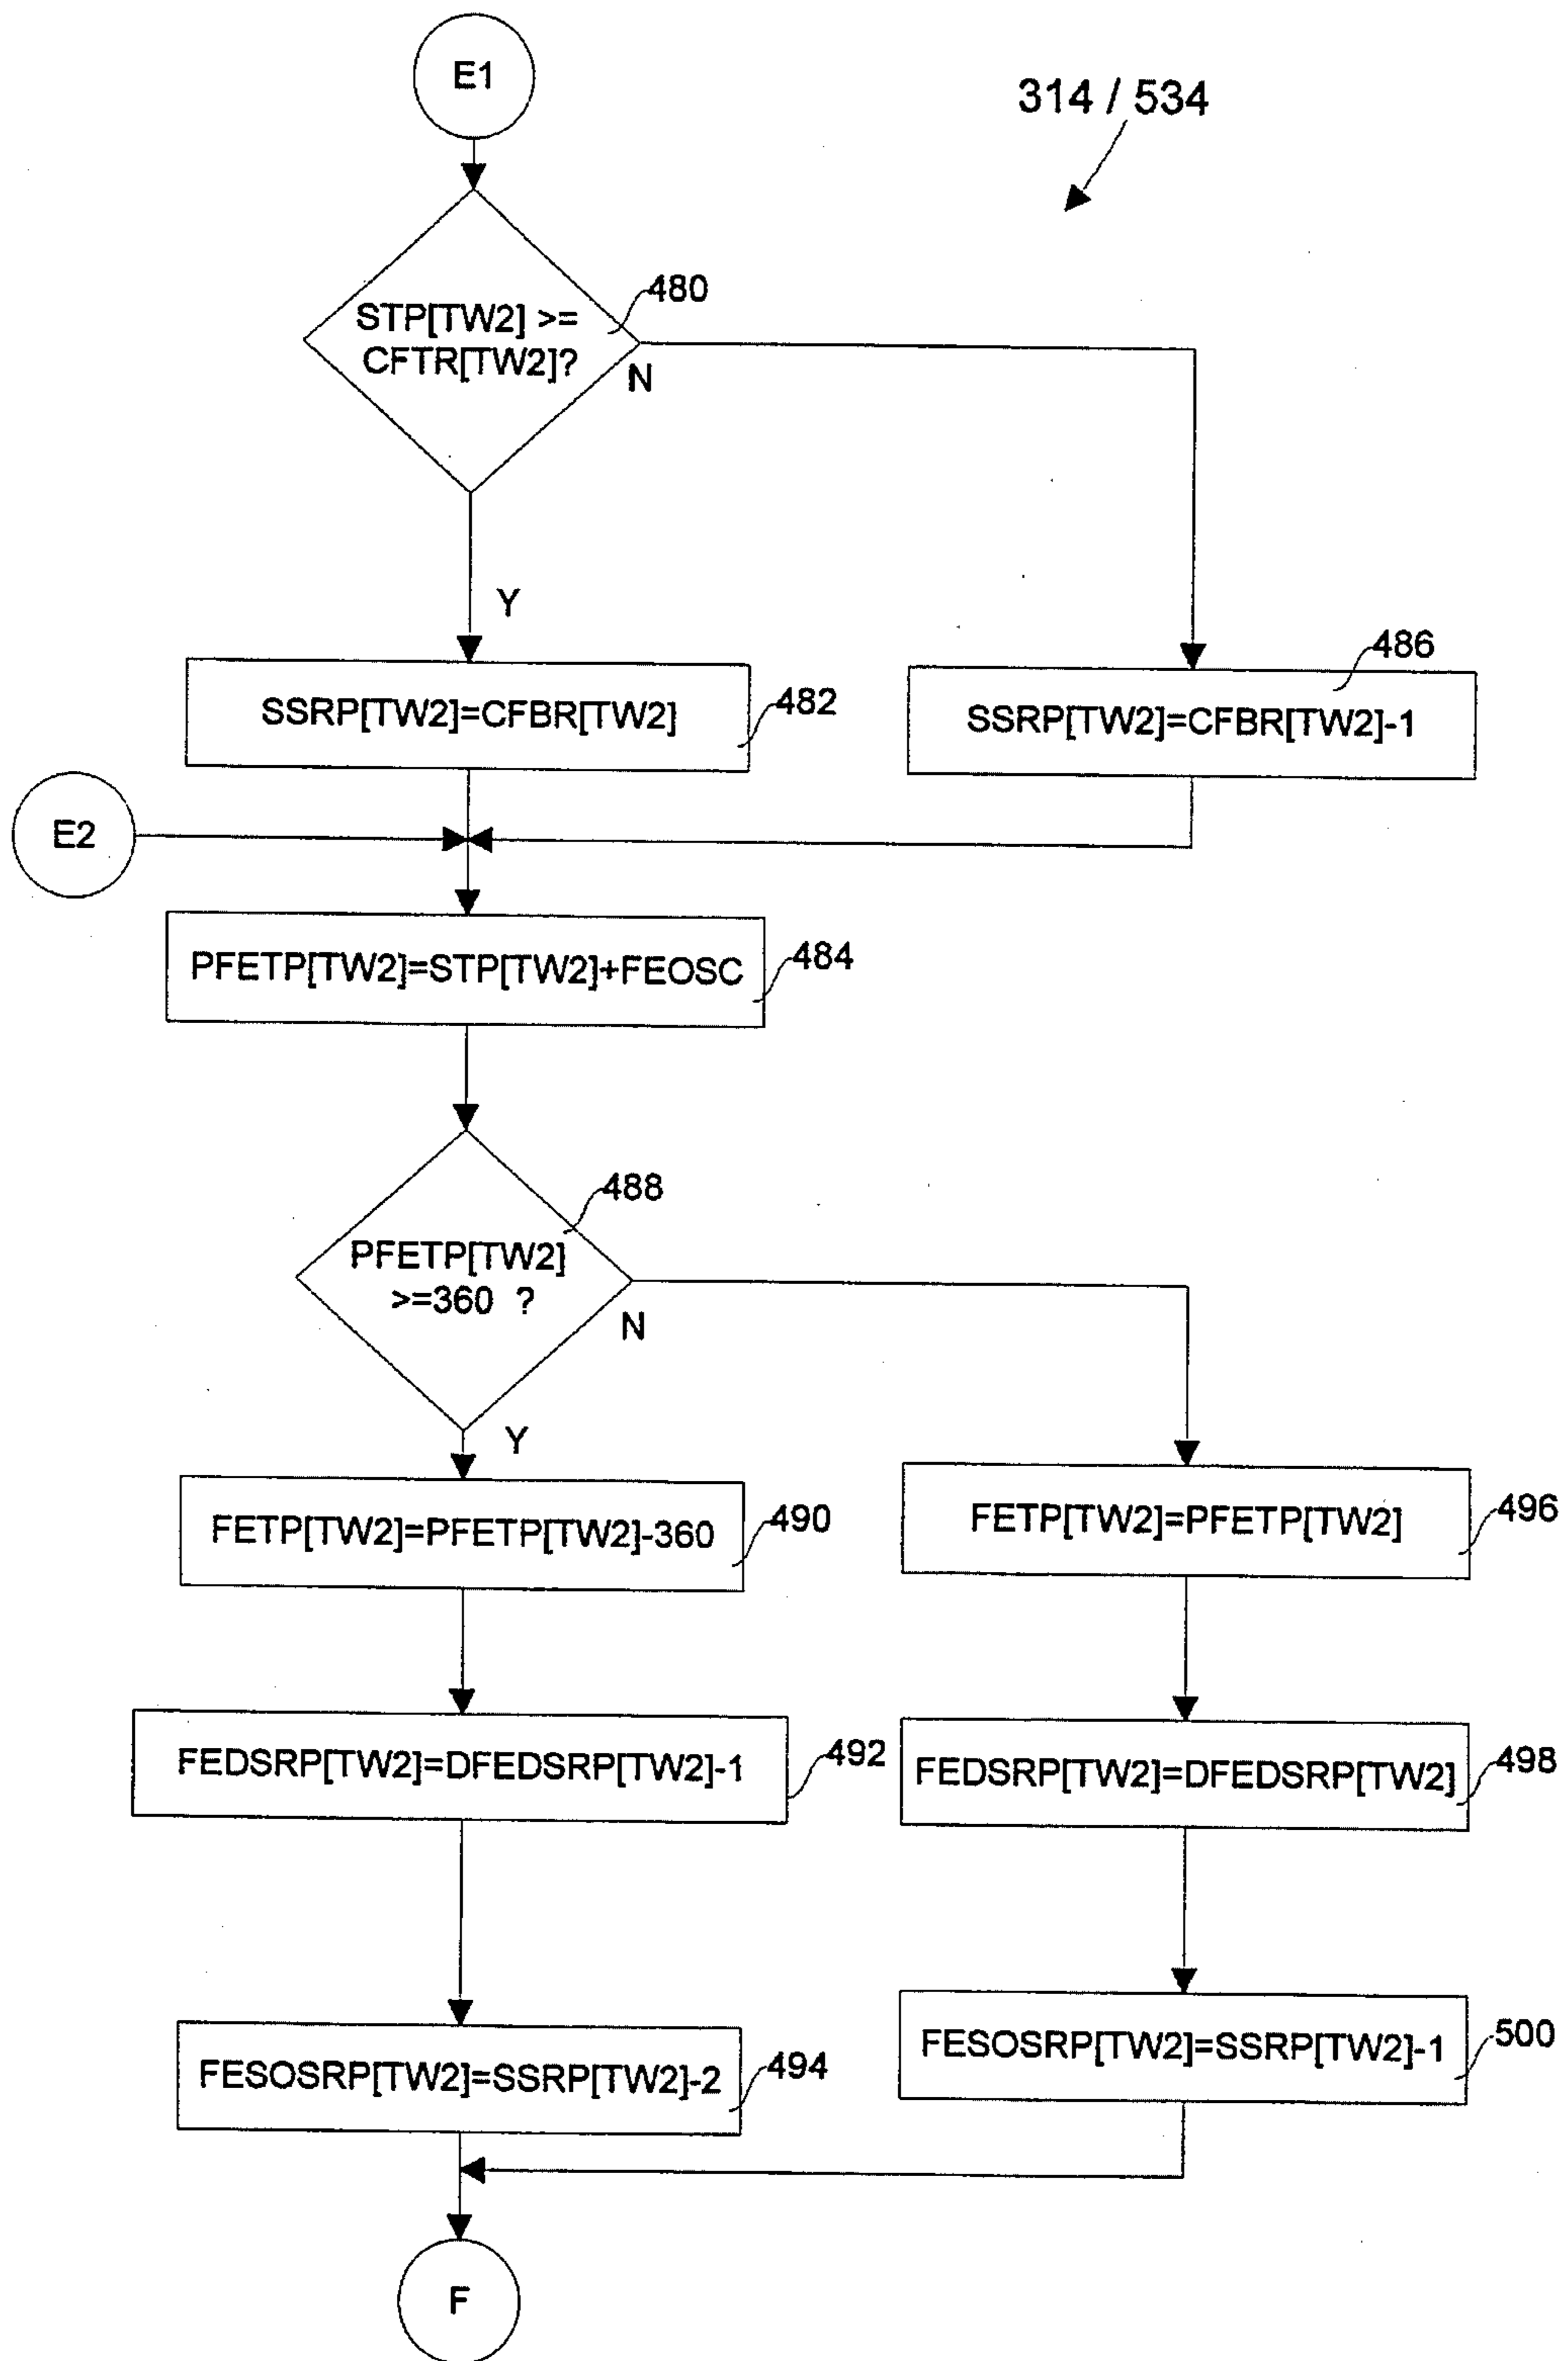 E1
314 / 534
STP[TW2] >=
CFTR[TW2]?
480
N
Y
SSRP[TW2]=CFBR[TW2]
482
SSRP[TW2]=CFBR[TW2]-1
486
E2
PFETP[TW2]=STP[TW2]+FEOSC
484
PFETP[TW2]
>=360 ?
488
N
Y
FETP[TW2]=PFETP[TW2]-360
490
FETP[TW2]=PFETP[TW2]
496
FEDSRP[TW2]=DFEDSRP[TW2]-1
492
FEDSRP[TW2]=DFEDSRP[TW2]
498
FESOSRP[TW2]=SSRP[TW2]-2
494
FESOSRP[TW2]=SSRP[TW2]-1
500
F